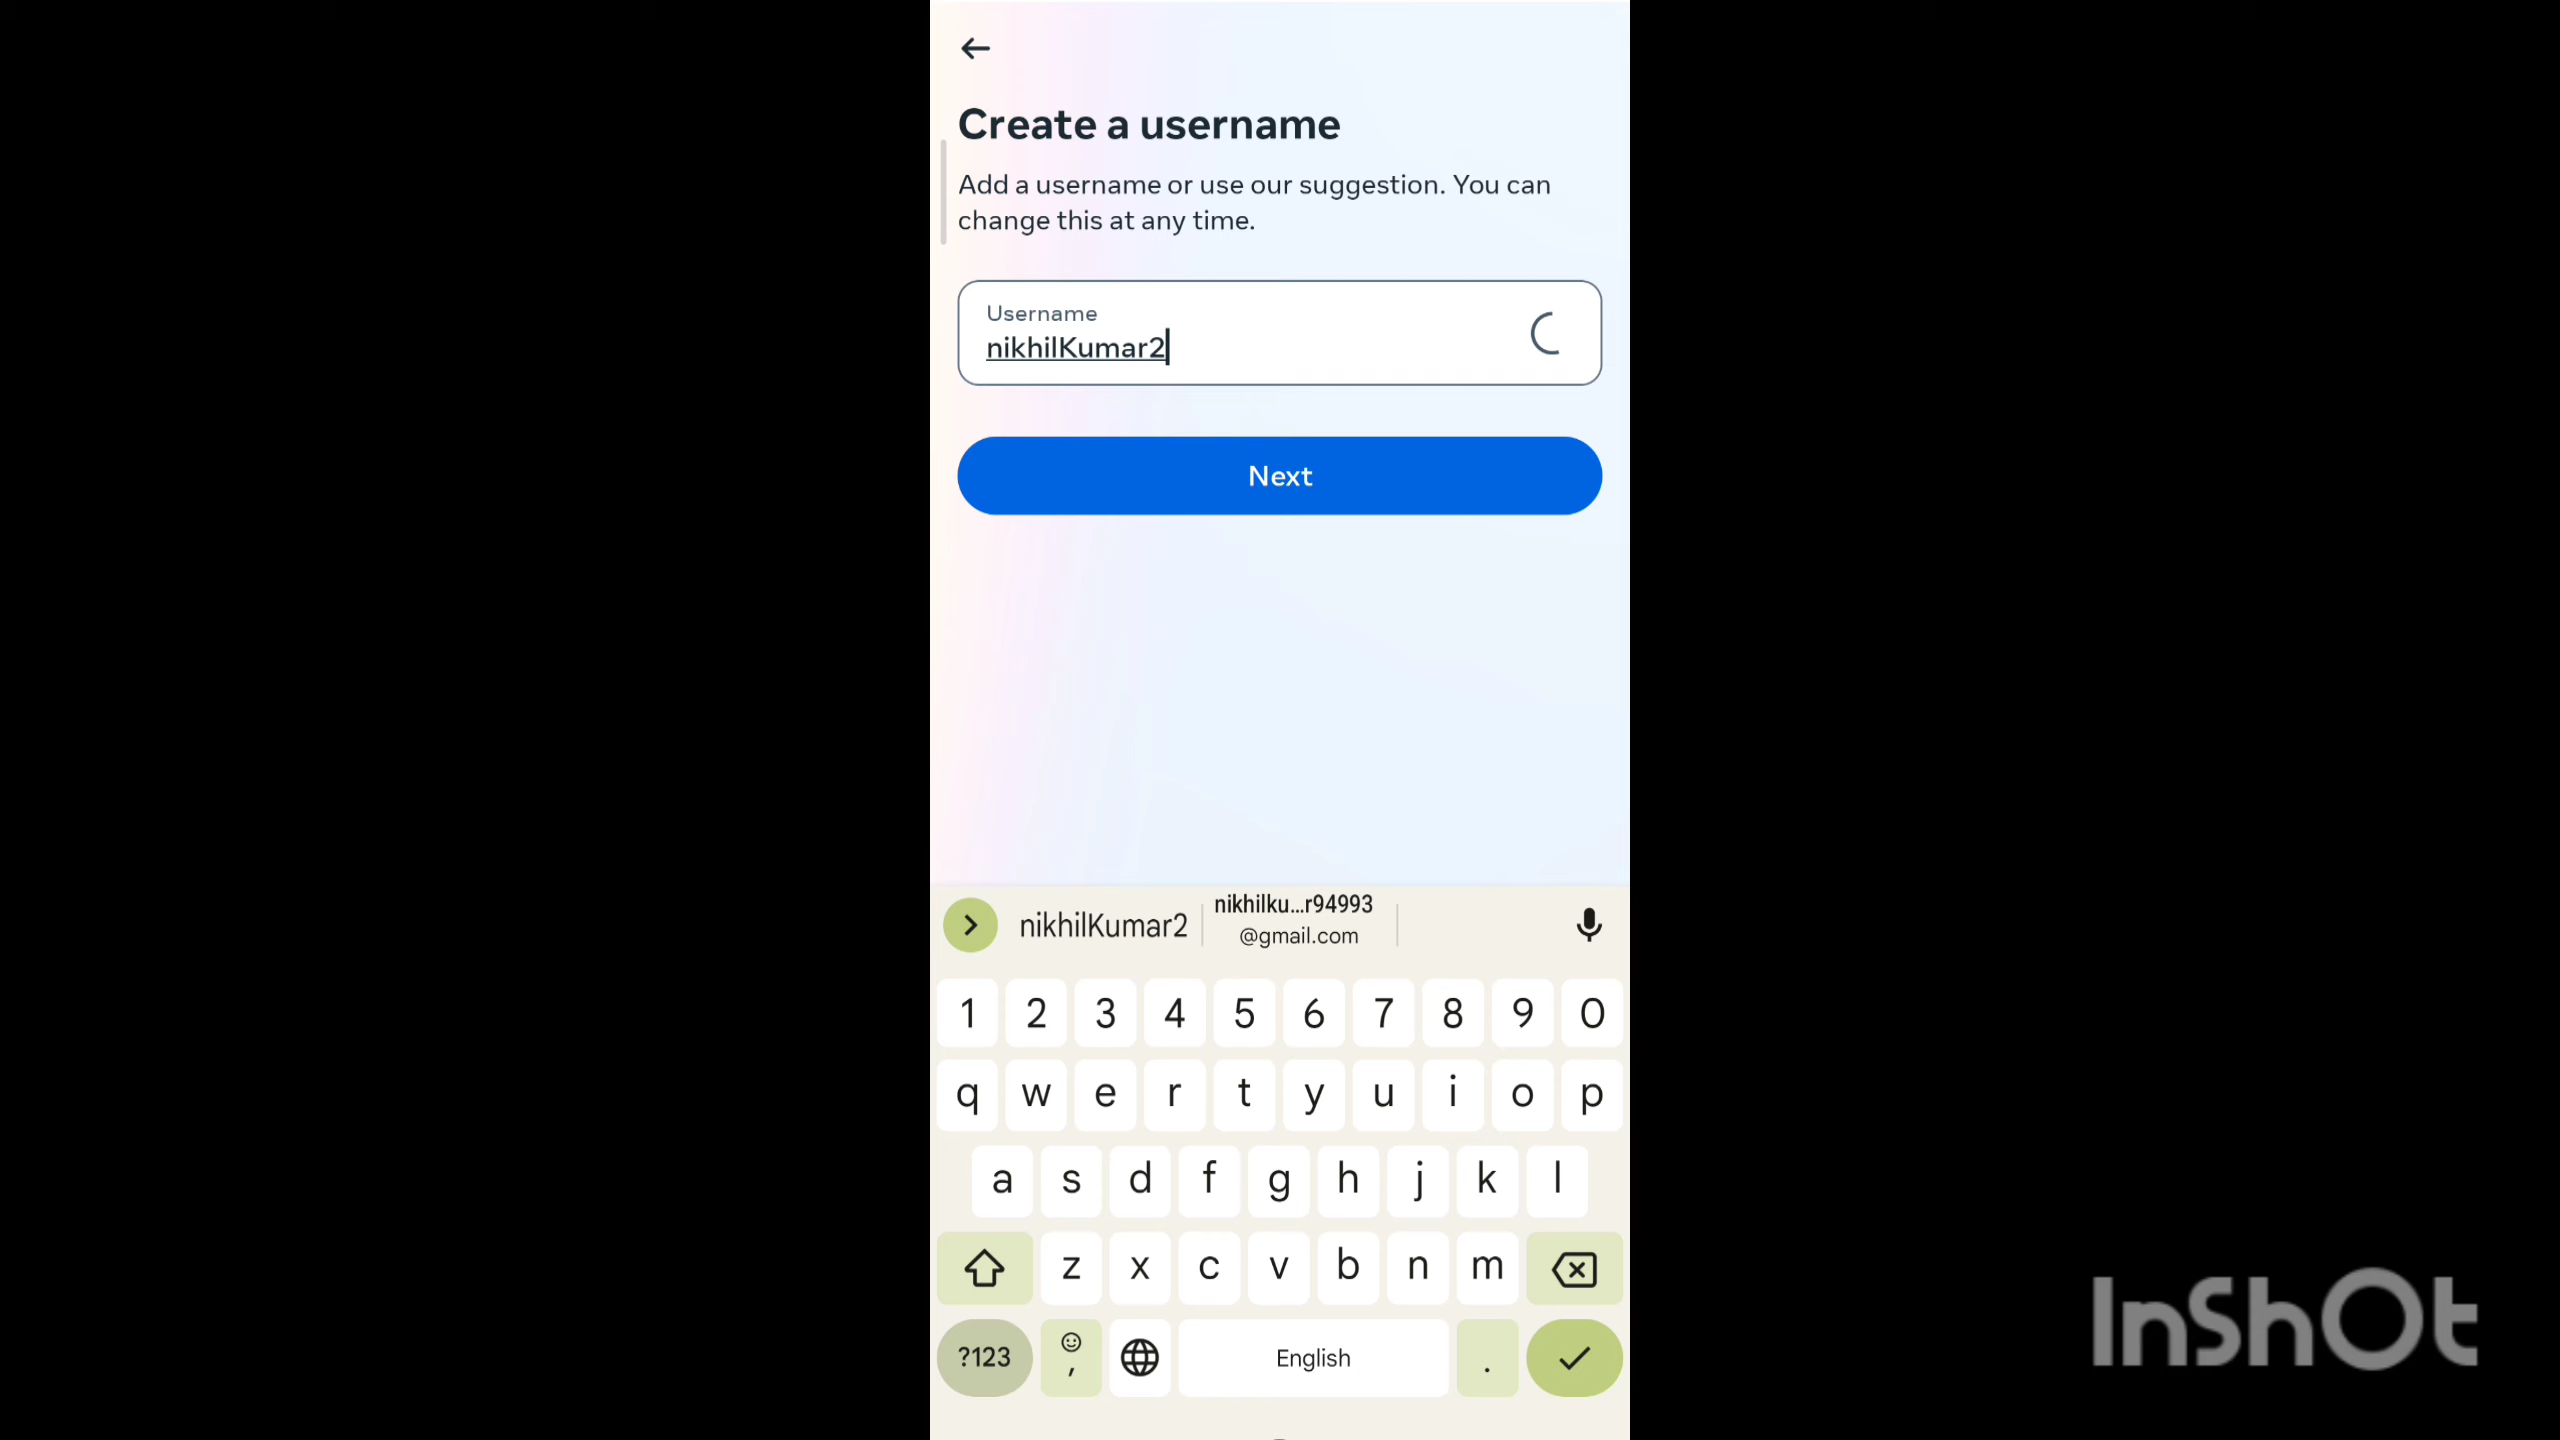 Create a username
Add a username or use our suggestion. You can
change this at any time.
Username
nikhilKumar2
Next
nikhilKumar2
nikhilku...r94993
@gmail.com
1 2 3 4 5 6 7 8 9 0
q w e r t y u i o p
a s d f g h j k l
z x c v b n m
?123 , English .
InShOt